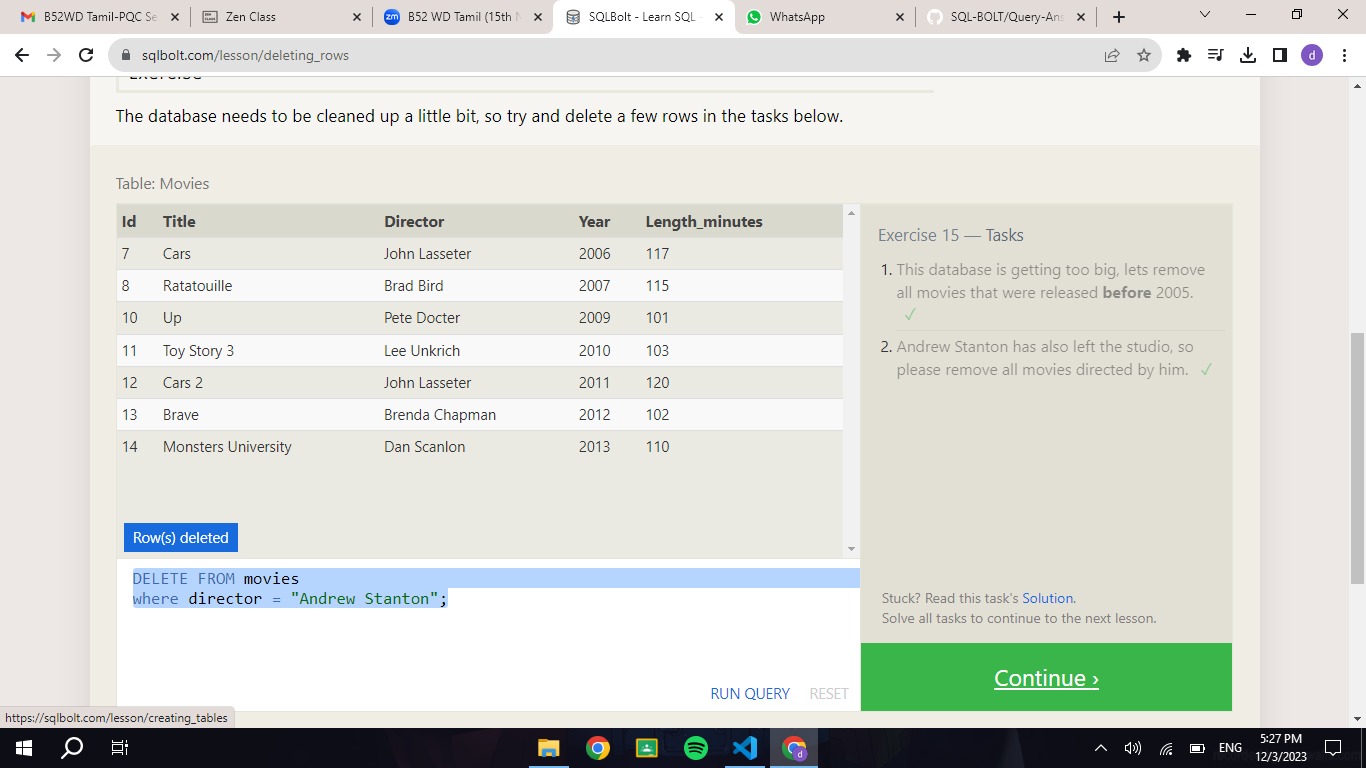 B52WD Tamil-PQC Se
Zen Class
B52 WD Tamil (15th N
SQLBolt - Learn SQL -
WhatsApp
SQL-BOLT/Query-Ans
sqlbolt.com/lesson/deleting_rows
The database needs to be cleaned up a little bit, so try and delete a few rows in the tasks below.
Table: Movies
Id Title Director Year Length_minutes
7 Cars John Lasseter 2006 117
8 Ratatouille Brad Bird 2007 115
10 Up Pete Docter 2009 101
11 Toy Story 3 Lee Unkrich 2010 103
12 Cars 2 John Lasseter 2011 120
13 Brave Brenda Chapman 2012 102
14 Monsters University Dan Scanlon 2013 110
Row(s) deleted
DELETE FROM movies
where director = "Andrew Stanton";
RUN QUERY RESET
Exercise 15 — Tasks
1. This database is getting too big, lets remove
all movies that were released before 2005.
✓
2. Andrew Stanton has also left the studio, so
please remove all movies directed by him. ✓
Stuck? Read this task's Solution.
Solve all tasks to continue to the next lesson.
Continue ›
https://sqlbolt.com/lesson/creating_tables
ENG
5:27 PM
12/3/2023